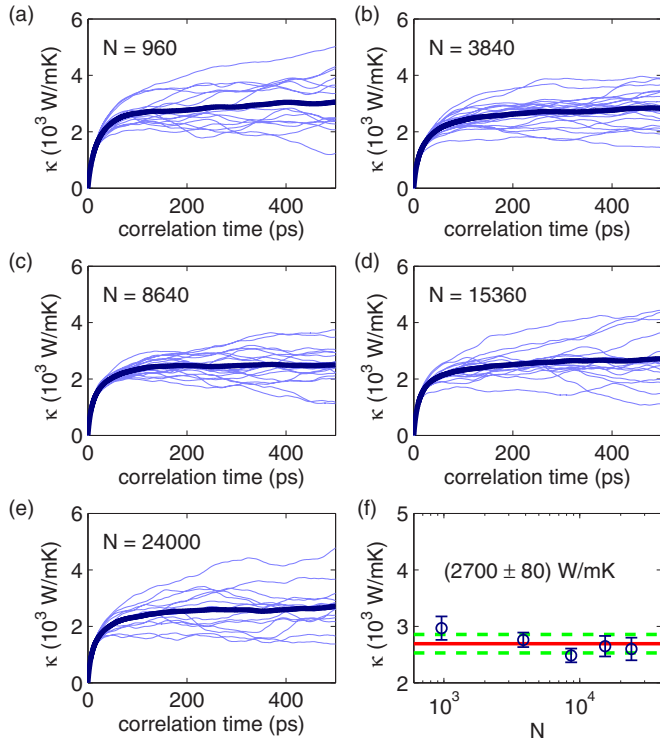 (a)
N = 960
κ (10³ W/mK)
6
4
2
0
0 200 400
correlation time (ps)
(b)
N = 3840
κ (10³ W/mK)
6
4
2
0
0 200 400
correlation time (ps)
(c)
N = 8640
κ (10³ W/mK)
6
4
2
0
0 200 400
correlation time (ps)
(d)
N = 15360
κ (10³ W/mK)
6
4
2
0
0 200 400
correlation time (ps)
(e)
N = 24000
κ (10³ W/mK)
6
4
2
0
0 200 400
correlation time (ps)
(f)
(2700 ± 80) W/mK
κ (10³ W/mK)
5
4
3
2
10³ 10⁴
N